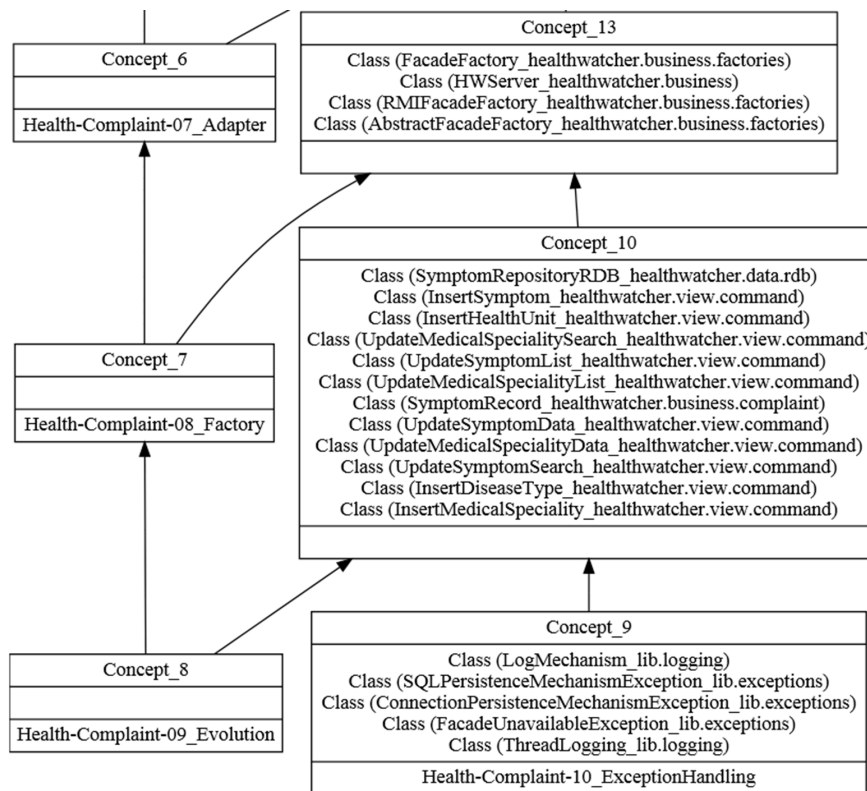 Concept_6
Health-Complaint-07_Adapter
Concept_13
Class (FacadeFactory_healthwatcher.business.factories)
Class (HWServer_healthwatcher.business)
Class (RMIFacadeFactory_healthwatcher.business.factories)
Class (AbstractFacadeFactory_healthwatcher.business.factories)
Concept_10
Class (SymptomRepositoryRDB_healthwatcher.data.rdb)
Class (InsertSymptom_healthwatcher.view.command)
Class (InsertHealthUnit_healthwatcher.view.command)
Class (UpdateMedicalSpecialitySearch_healthwatcher.view.command)
Class (UpdateSymptomList_healthwatcher.view.command)
Class (UpdateMedicalSpecialityList_healthwatcher.view.command)
Class (SymptomRecord_healthwatcher.business.complaint)
Class (UpdateSymptomData_healthwatcher.view.command)
Class (UpdateMedicalSpecialityData_healthwatcher.view.command)
Class (UpdateSymptomSearch_healthwatcher.view.command)
Class (InsertDiseaseType_healthwatcher.view.command)
Class (InsertMedicalSpeciality_healthwatcher.view.command)
Concept_7
Health-Complaint-08_Factory
Concept_8
Health-Complaint-09_Evolution
Concept_9
Class (LogMechanism_lib.logging)
Class (SQLPersistenceMechanismException_lib.exceptions)
Class (ConnectionPersistenceMechanismException_lib.exceptions)
Class (FacadeUnavailableException_lib.exceptions)
Class (ThreadLogging_lib.logging)
Health-Complaint-10_ExceptionHandling